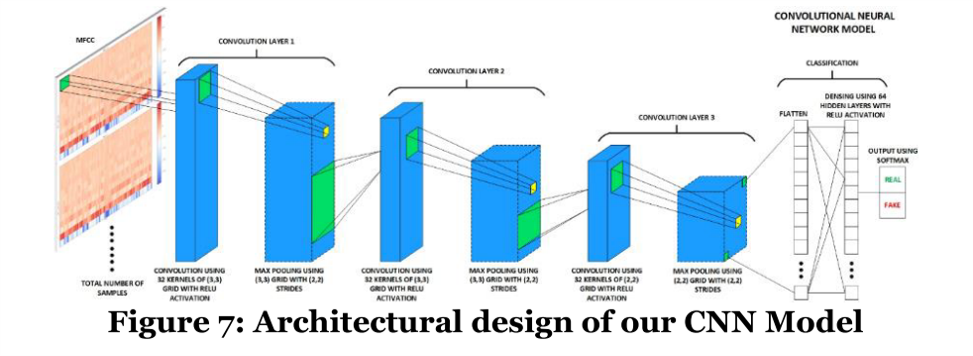 CONVOLUTIONAL NEURAL
NETWORK MODEL
MFCC
CONVOLUTION LAYER 1
CONVOLUTION LAYER 2
CONVOLUTION LAYER 3
CLASSIFICATION
FLATTEN
DENSING USING 64
HIDDEN LAYERS WITH
RELU ACTIVATION
OUTPUT USING
SOFTMAX
REAL
FAKE
TOTAL NUMBER OF
SAMPLES
CONVOLUTION USING
32 KERNELS OF (3,3)
GRID WITH RELU
ACTIVATION
MAX POOLING USING
(3,3) GRID WITH (2,2)
STRIDES
CONVOLUTION USING
32 KERNELS OF (3,3)
GRID WITH RELU
ACTIVATION
MAX POOLING USING
(3,3) GRID WITH (2,2)
STRIDES
CONVOLUTION USING
32 KERNELS OF (2,2)
GRID WITH RELU
ACTIVATION
MAX POOLING USING
(2,2) GRID WITH (2,2)
STRIDES
Figure 7: Architectural design of our CNN Model